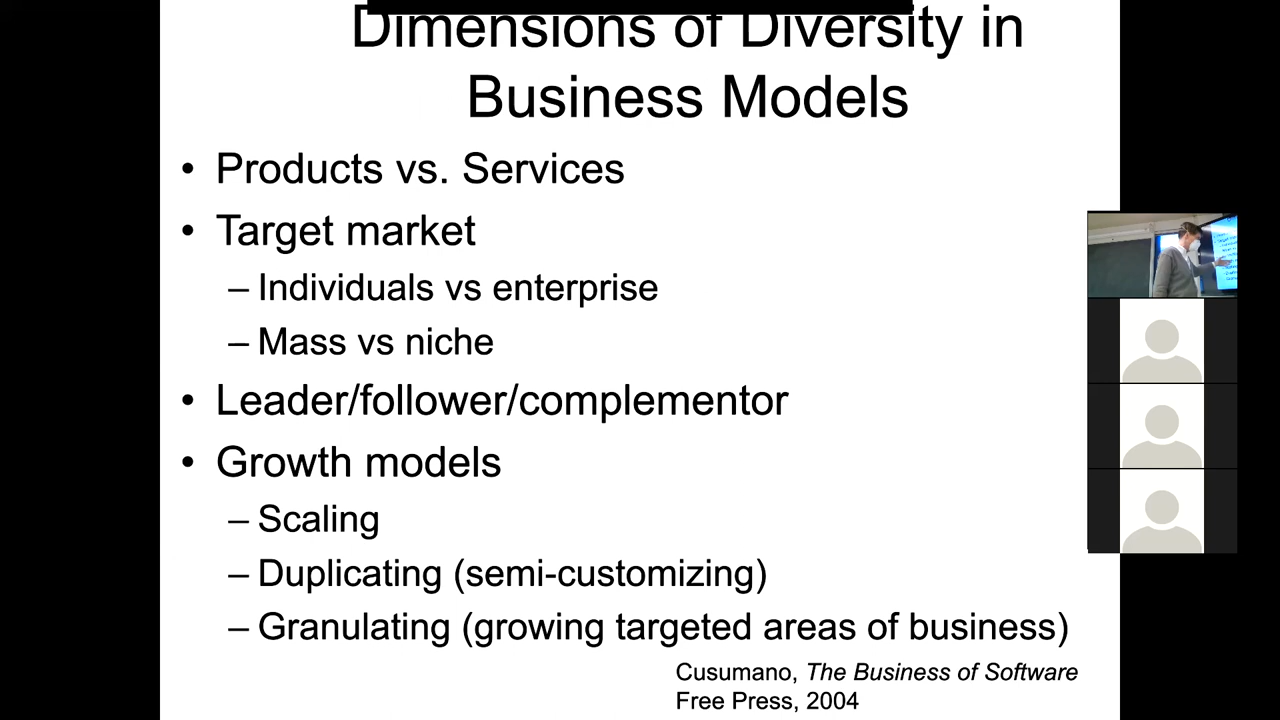 Dimensions of Diversity in
Business Models
• Products vs. Services
• Target market
– Individuals vs enterprise
– Mass vs niche
• Leader/follower/complementor
• Growth models
– Scaling
– Duplicating (semi-customizing)
– Granulating (growing targeted areas of business)
Cusumano, The Business of Software
Free Press, 2004